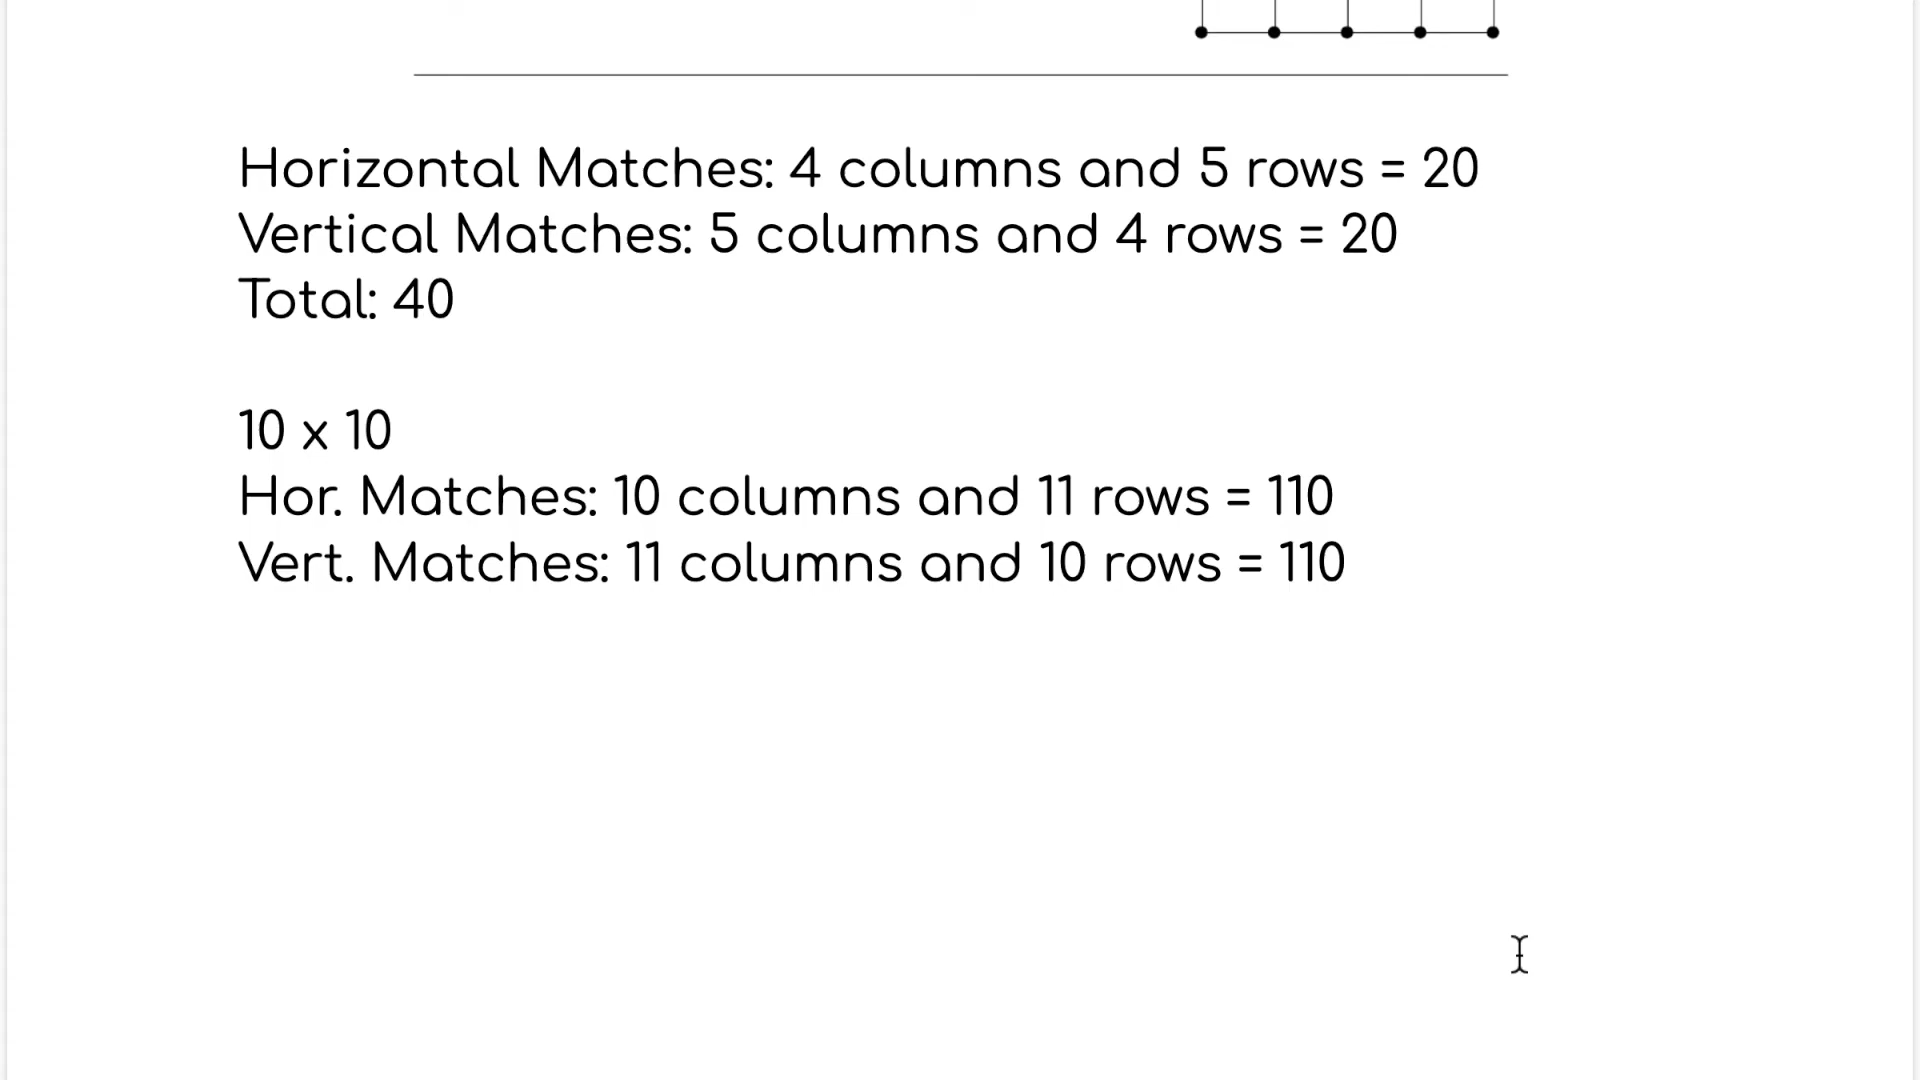 Horizontal Matches: 4 columns and 5 rows = 20
Vertical Matches: 5 columns and 4 rows = 20
Total: 40
10 x 10
Hor. Matches: 10 columns and 11 rows = 110
Vert. Matches: 11 columns and 10 rows = 110